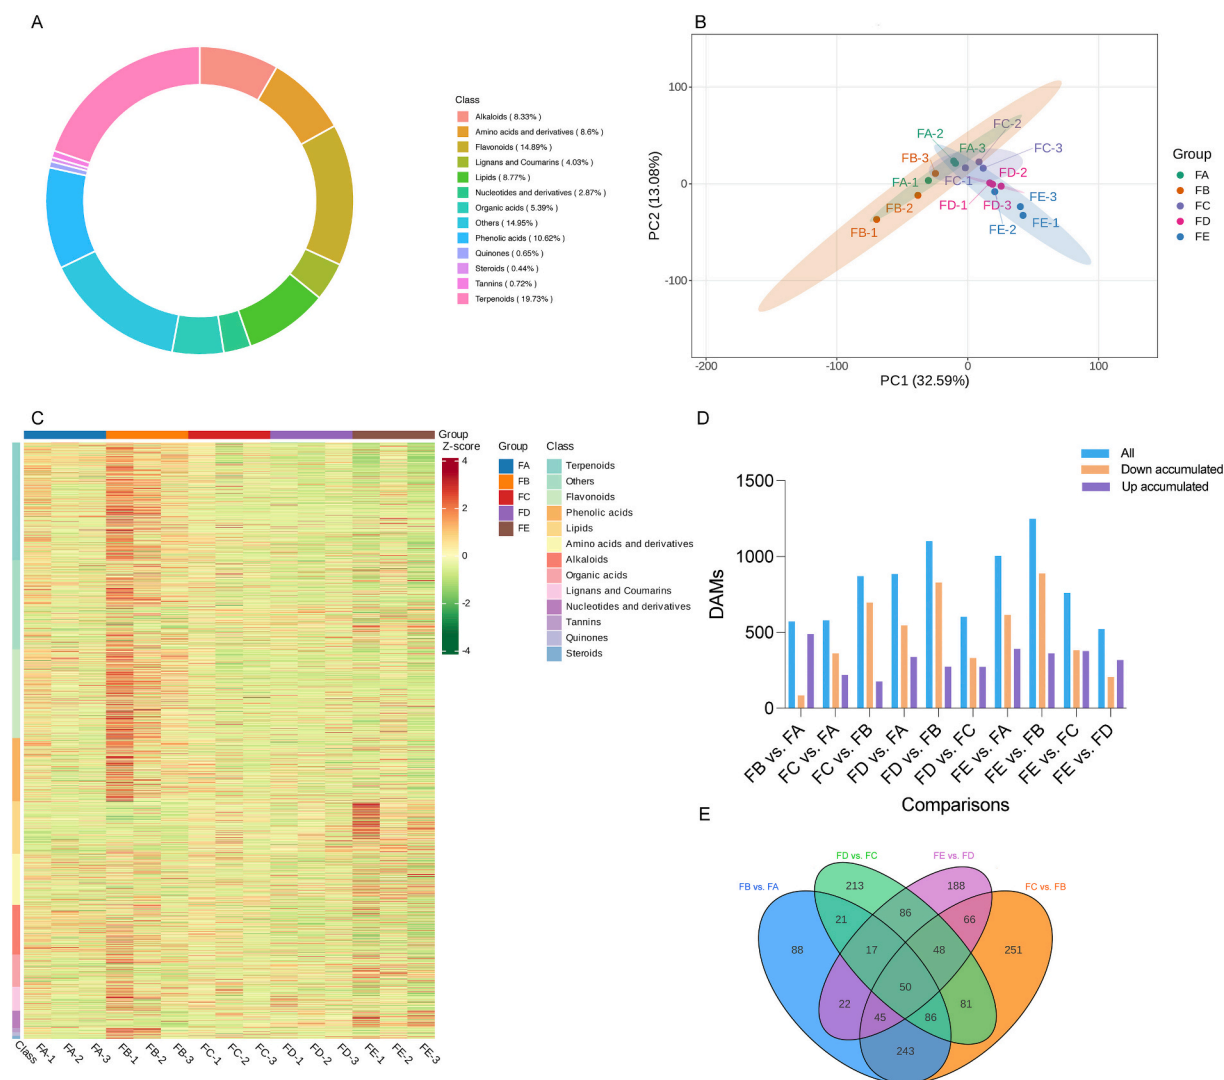 A
Class
Alkaloids ( 8.33% )
Amino acids and derivatives ( 8.6% )
Flavonoids ( 14.89% )
Lignans and Coumarins ( 4.03% )
Lipids ( 8.77% )
Nucleotides and derivatives ( 2.87% )
Organic acids ( 5.39% )
Others ( 14.95% )
Phenolic acids ( 10.62% )
Quinones ( 0.65% )
Steroids ( 0.44% )
Tannins ( 0.72% )
Terpenoids ( 19.73% )
B
PC2 (13.08%)
100
0
-100
-200
-100
0
100
PC1 (32.59%)
FA-2
FC-2
FB-3
FA-3
FC-3
FA-1
FC-1
FD-2
FB-2
FD-1
FD-3
FE-3
FB-1
FE-2
FE-1
Group
FA
FB
FC
FD
FE
C
Group
Z-score
4
2
0
-2
-4
Group
FA
FB
FC
FD
FE
Class
Terpenoids
Others
Flavonoids
Phenolic acids
Lipids
Amino acids and derivatives
Alkaloids
Organic acids
Lignans and Coumarins
Nucleotides and derivatives
Tannins
Quinones
Steroids
Class
FA-1
FA-2
FA-3
FB-1
FB-2
FB-3
FC-1
FC-2
FC-3
FD-1
FD-2
FD-3
FE-1
FE-2
FE-3
D
All
Down accumulated
Up accumulated
DAMs
1500
1000
500
0
FB vs. FA
FC vs. FA
FC vs. FB
FD vs. FA
FD vs. FB
FD vs. FC
FE vs. FA
FE vs. FB
FE vs. FC
FE vs. FD
Comparisons
E
FD vs. FC
FE vs. FD
FB vs. FA
FC vs. FB
213
188
21
86
66
88
17
48
251
50
22
45
86
81
243